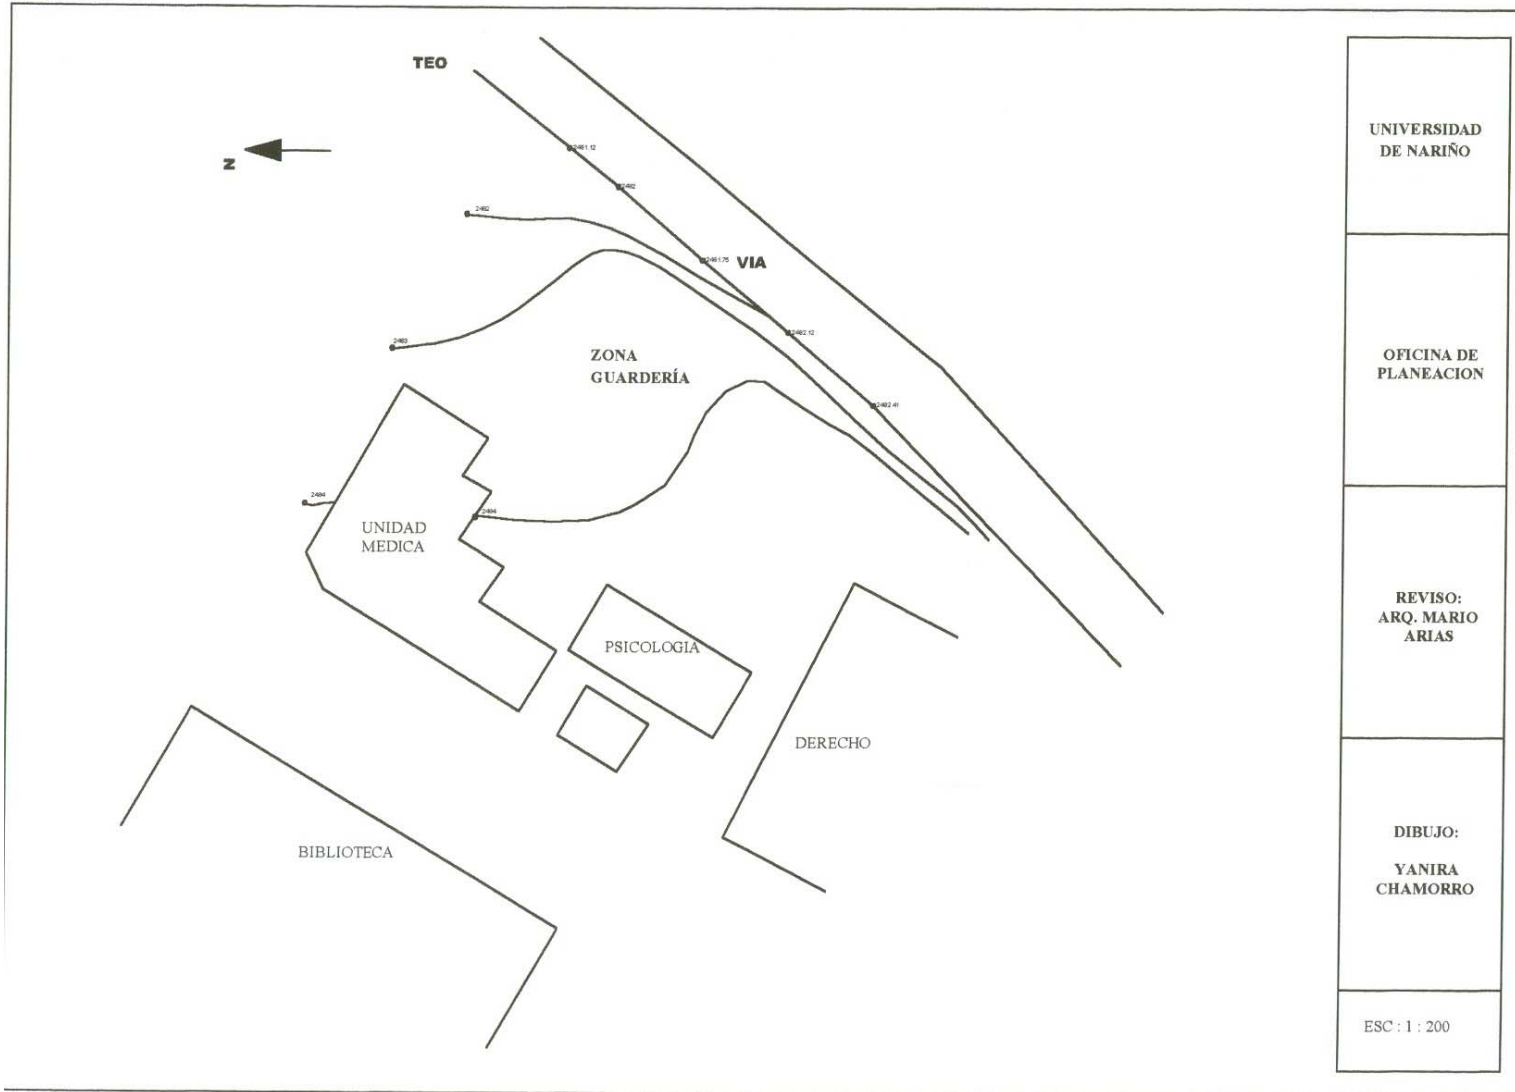 TEO
N
2461.12
2462
2462
2461.75
VIA
2462.12
2463
ZONA
GUARDERÍA
2462.41
2464
2464
UNIDAD
MEDICA
PSICOLOGIA
DERECHO
BIBLIOTECA
UNIVERSIDAD
DE NARIÑO
OFICINA DE
PLANEACION
REVISO:
ARQ. MARIO
ARIAS
DIBUJO:
YANIRA
CHAMORRO
ESC : 1 : 200